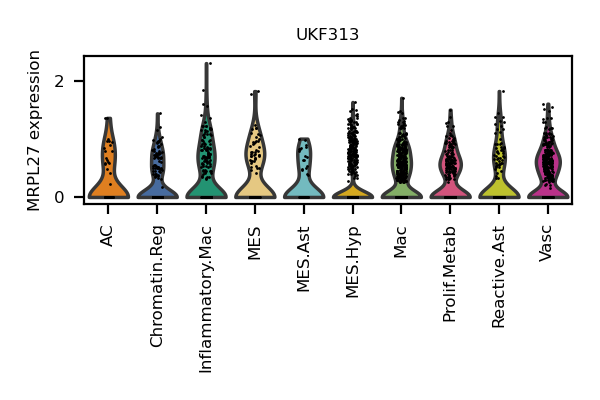 UKF313
MRPL27 expression
2
0
AC
Chromatin.Reg
Inflammatory.Mac
MES
MES.Ast
MES.Hyp
Mac
Prolif.Metab
Reactive.Ast
Vasc